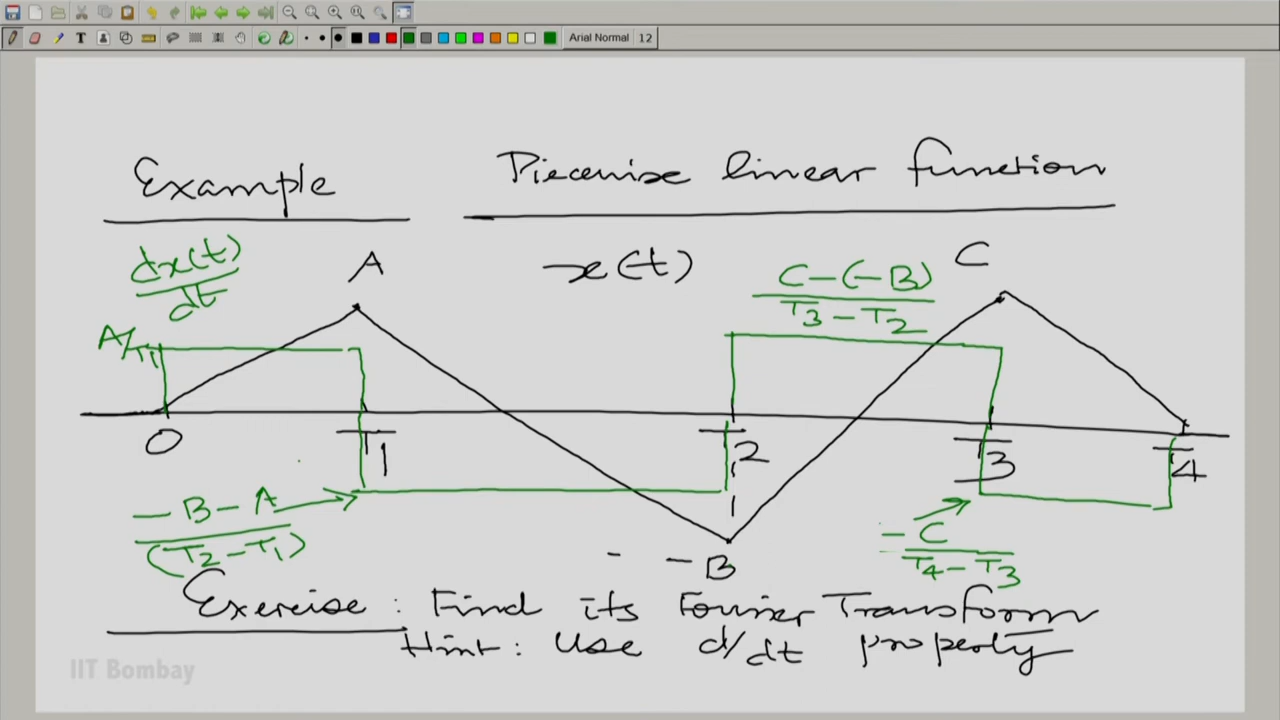 Arial Normal 12
Example Piecewise linear function
dx(t)/dt A x(t) C-(-B)/T3-T2 C
A/T1
0 T1 T2 T3 T4
-B-A/(T2-T1) -B -C/T4-T3
Exercise: Find its Fourier Transform
Hint: Use d/dt property
IIT Bombay